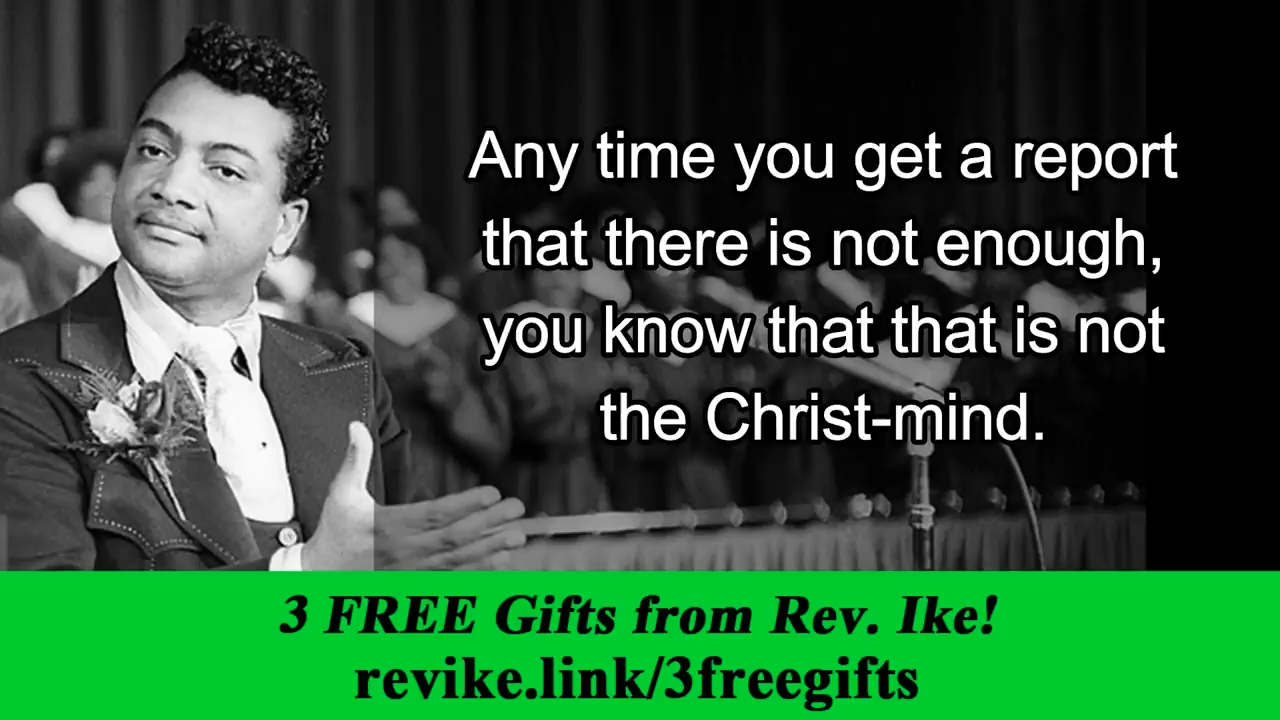 Any time you get a report
that there is not enough,
you know that that is not
the Christ-mind.
3 FREE Gifts from Rev. Ike!
revike.link/3freegifts